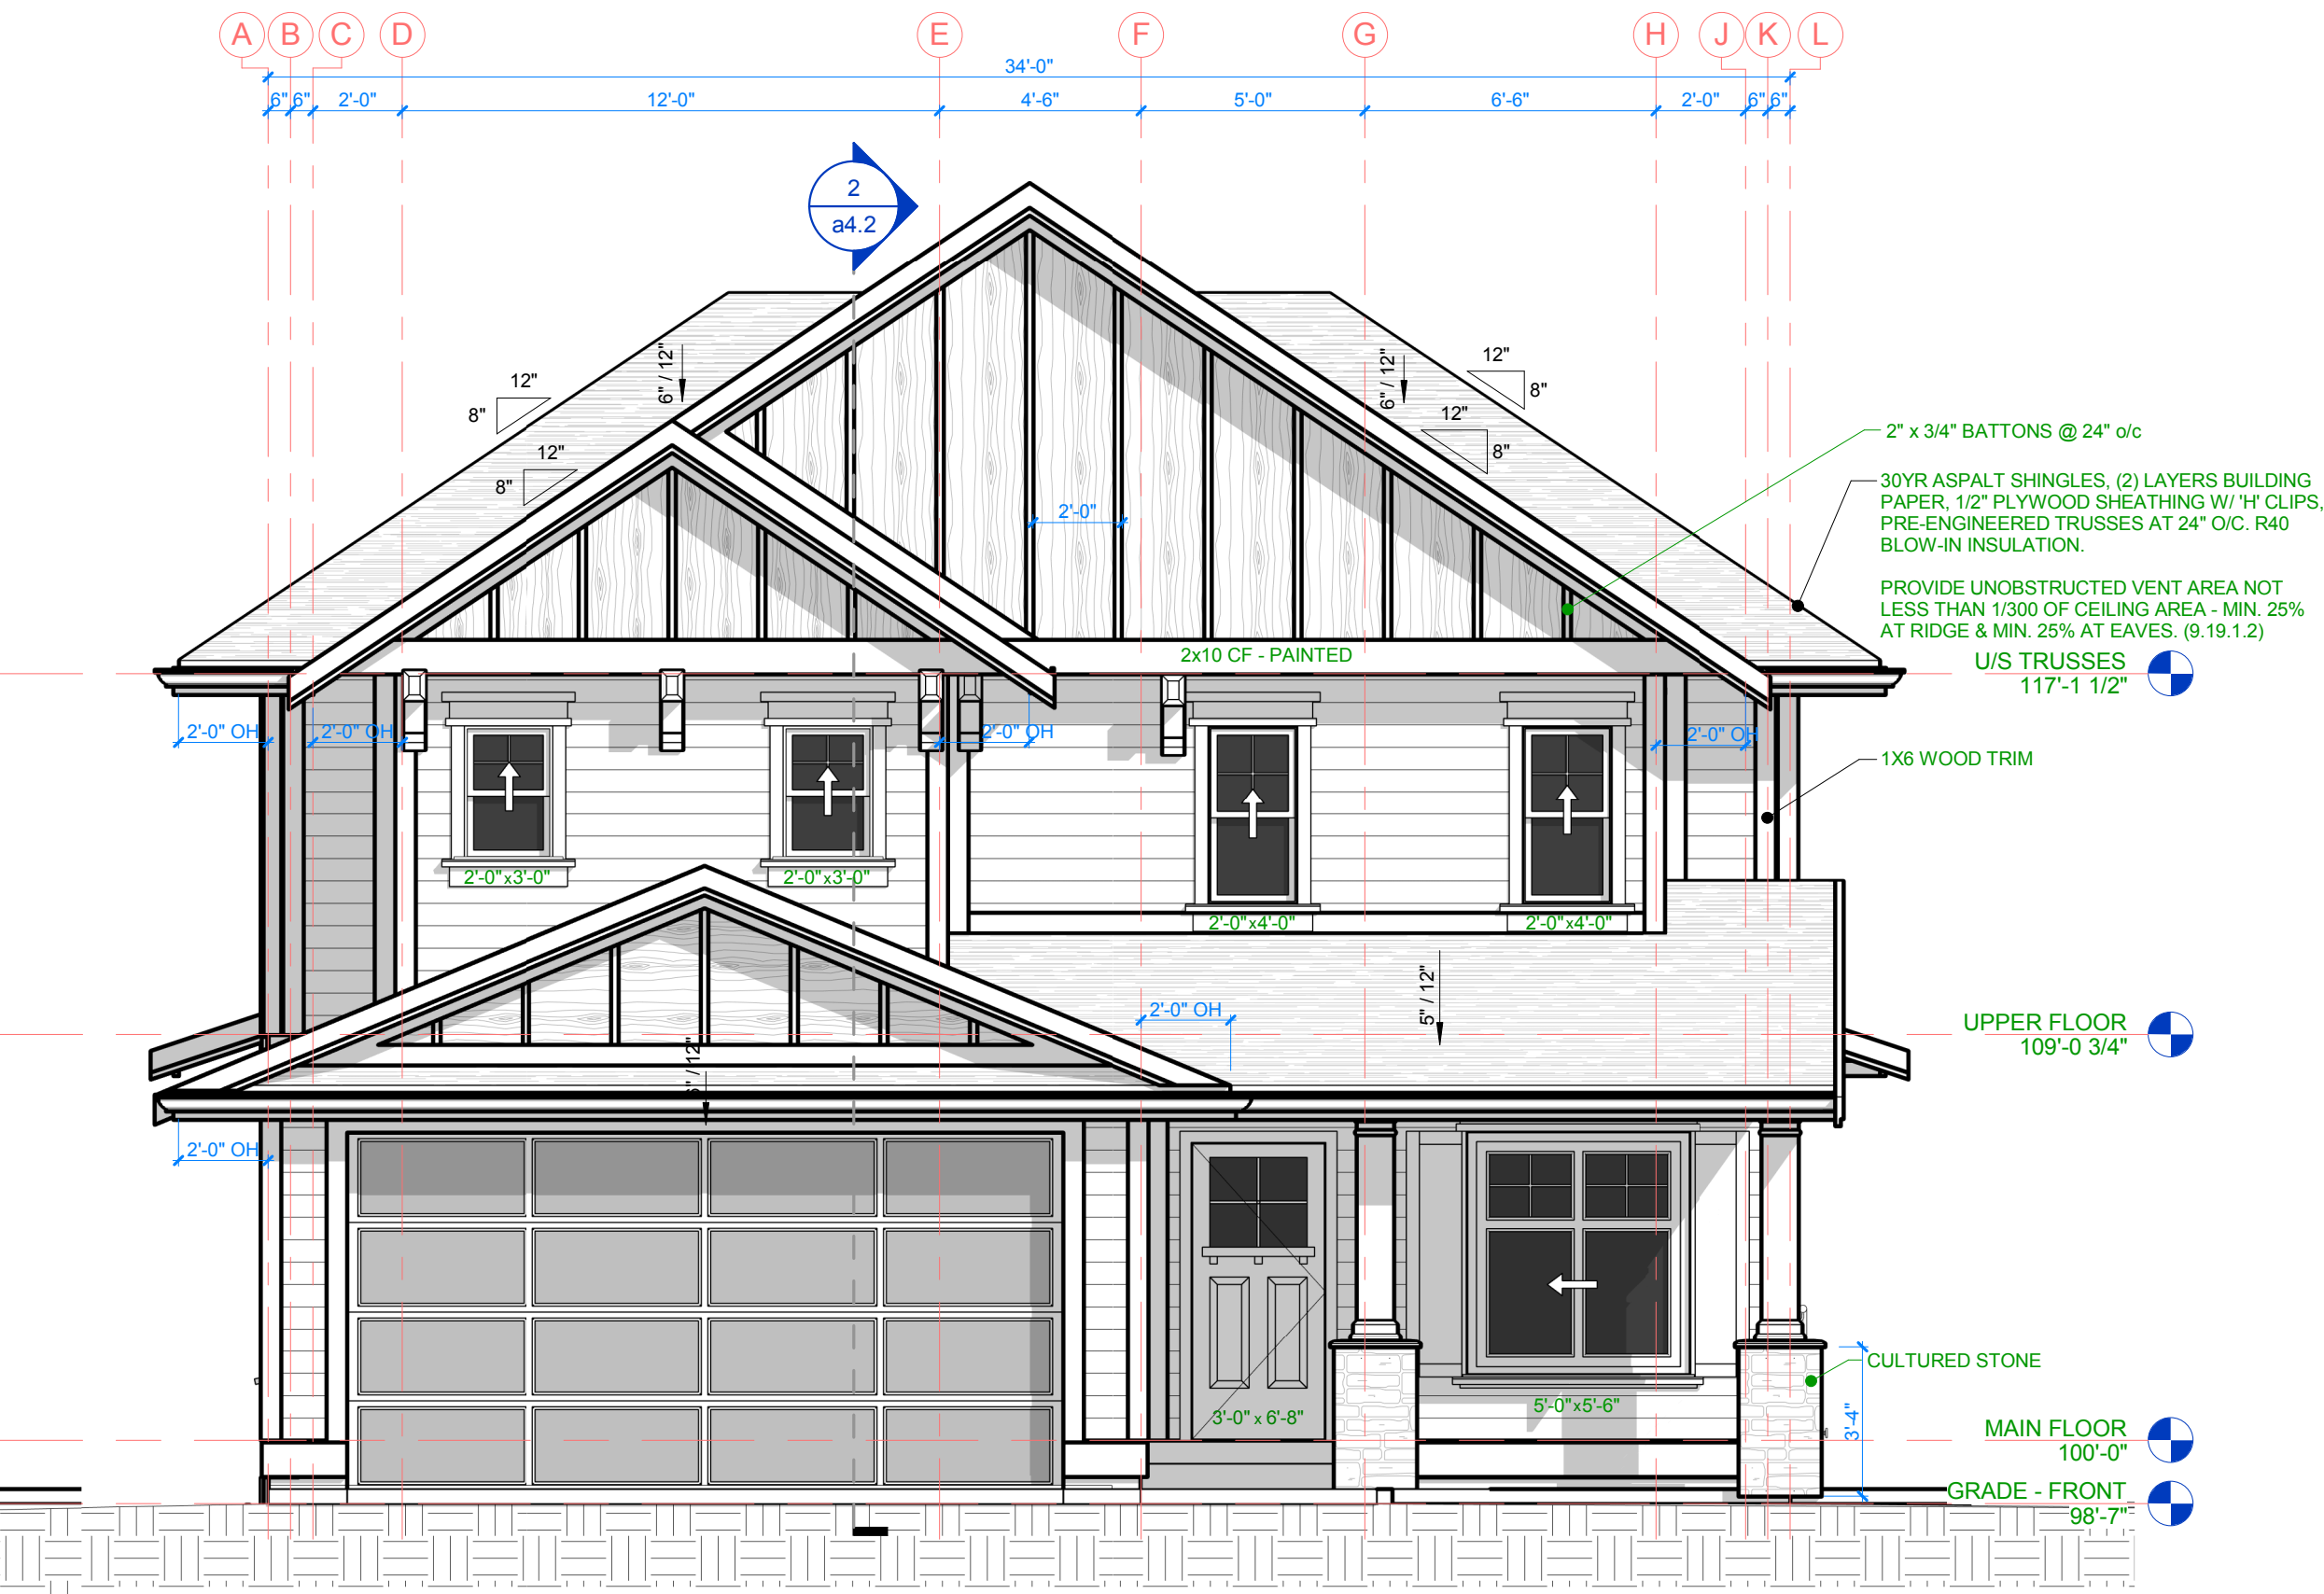 A B C D E F G H J K L
34'-0"
6" 6" 2'-0" 12'-0" 4'-6" 5'-0" 6'-6" 2'-0" 6" 6"
2
a4.2
6" / 12"
6" / 12"
12"
8"
12"
8"
12"
8"
12"
8"
2" x 3/4" BATTONS @ 24" o/c
30YR ASPALT SHINGLES, (2) LAYERS BUILDING
PAPER, 1/2" PLYWOOD SHEATHING W/ 'H' CLIPS,
PRE-ENGINEERED TRUSSES AT 24" O/C. R40
BLOW-IN INSULATION.
PROVIDE UNOBSTRUCTED VENT AREA NOT
LESS THAN 1/300 OF CEILING AREA - MIN. 25%
AT RIDGE & MIN. 25% AT EAVES. (9.19.1.2)
2'-0"
2x10 CF - PAINTED
U/S TRUSSES
117'-1 1/2"
2'-0" OH
2'-0" OH
2'-0" OH
2'-0" OH
1X6 WOOD TRIM
2'-0"x3'-0"
2'-0"x3'-0"
2'-0"x4'-0"
2'-0"x4'-0"
5" / 12"
2'-0" OH
UPPER FLOOR
109'-0 3/4"
/ 12"
2'-0" OH
CULTURED STONE
3'-0" x 6'-8"
5'-0"x5'-6"
3'-4"
MAIN FLOOR
100'-0"
GRADE - FRONT
98'-7"